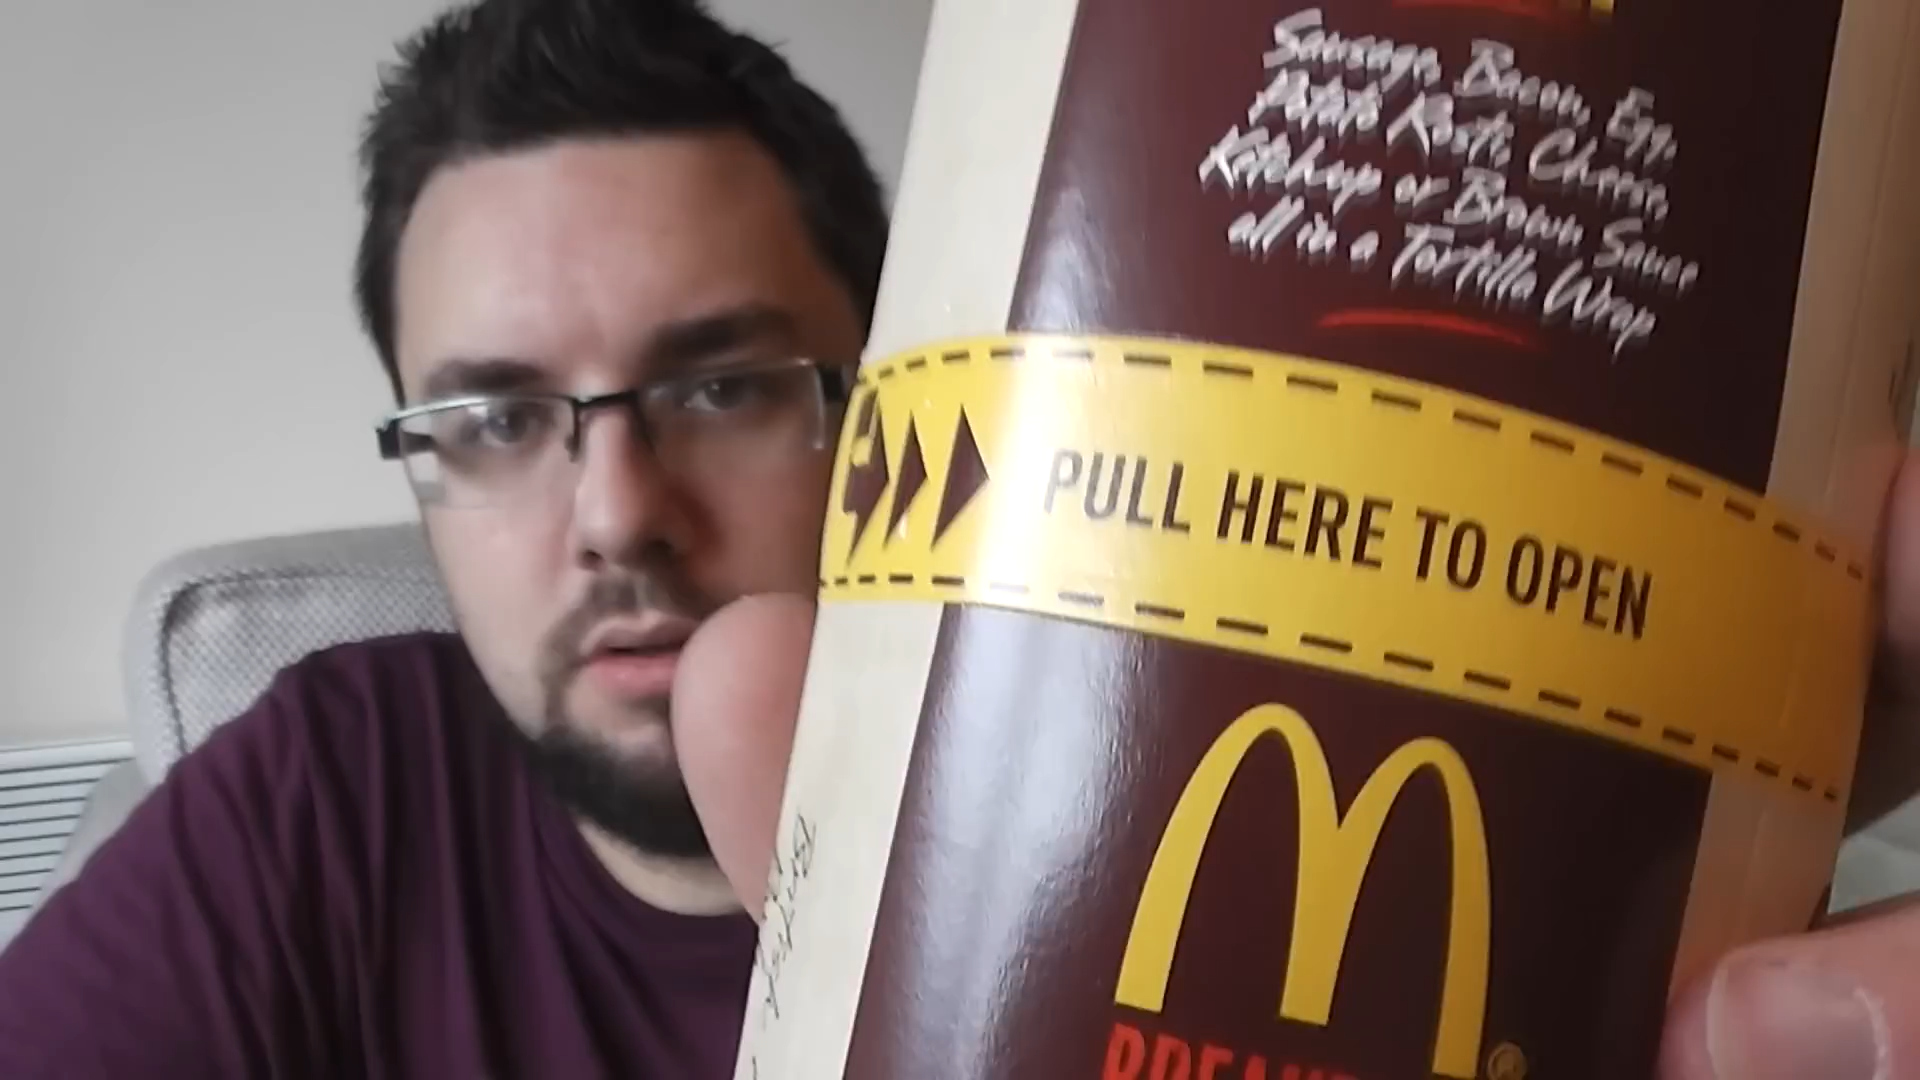 Sausage, Bacon, Egg,
Potato Rosti, Cheese,
Ketchup or Brown Sauce
all in a Tortilla Wrap
PULL HERE TO OPEN
M
®